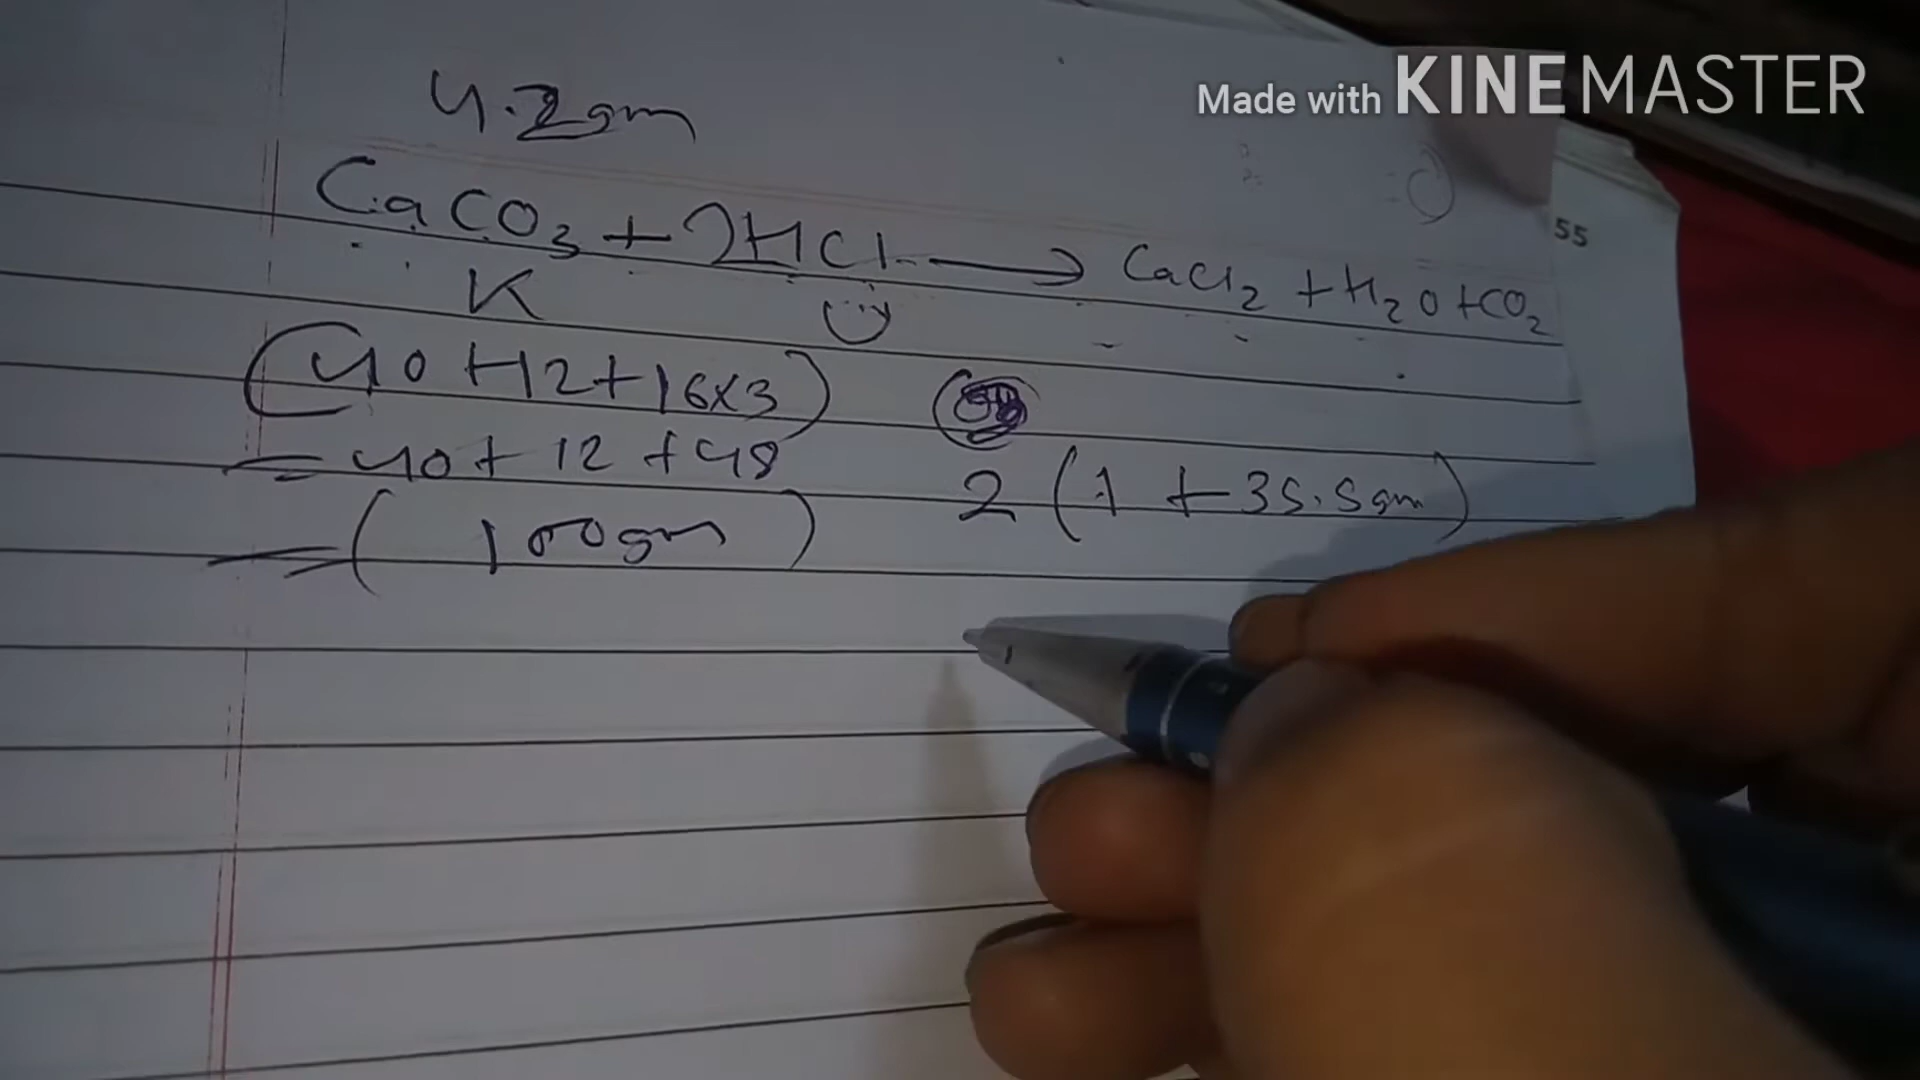 Made with KINEMASTER
4.2gm
55
CaCO3 + 2HCl → CaCl2 + H2O + CO2
K
(40+12+16×3)
= 40 + 12 + 48
2 (1 + 35.5gm)
= (100gm)